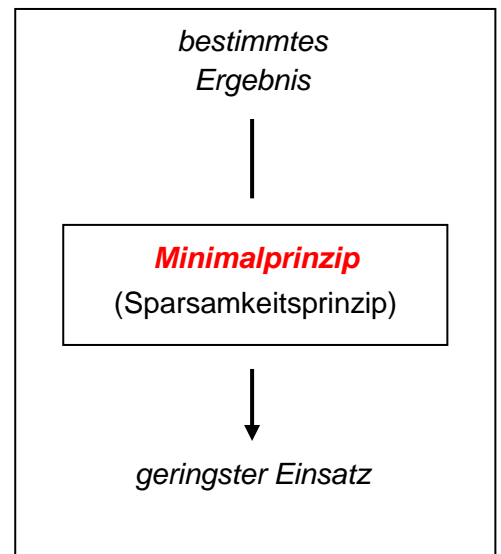 bestimmtes
Ergebnis
Minimalprinzip
(Sparsamkeitsprinzip)
geringster Einsatz